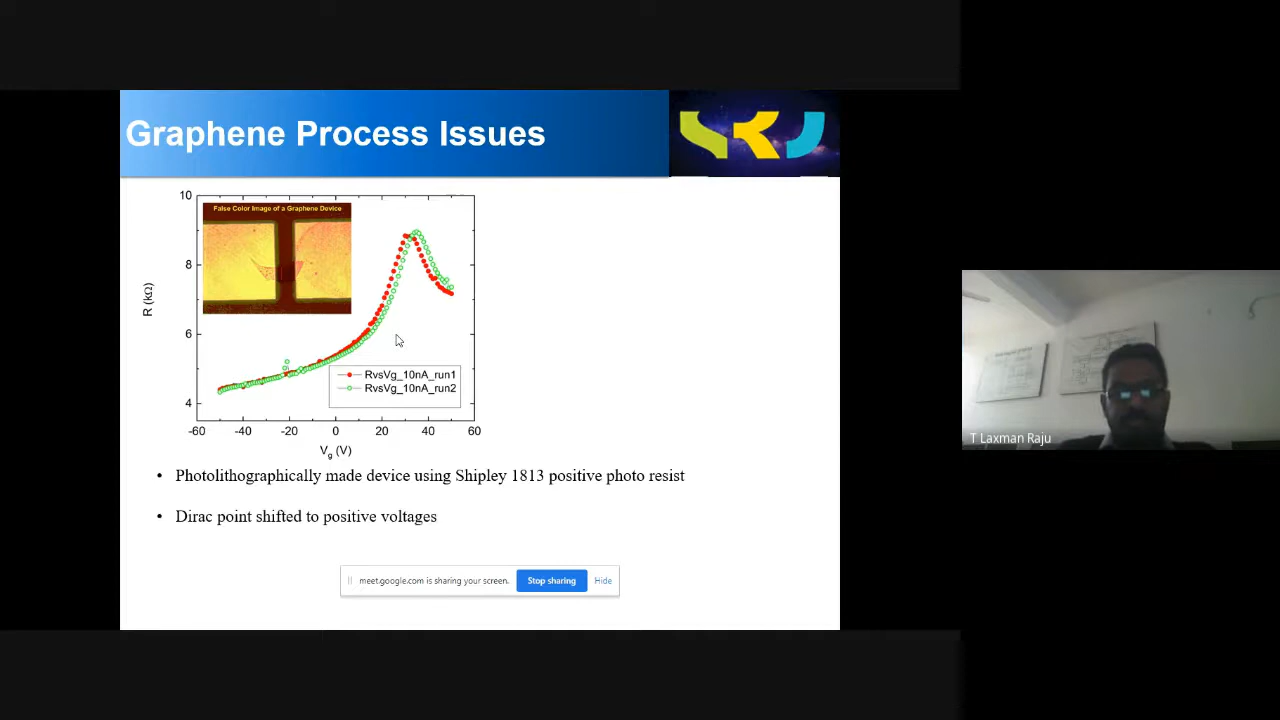 Graphene Process Issues
False Color Image of a Graphene Device
10
8
6
4
R (kΩ)
RvsVg_10nA_run1
RvsVg_10nA_run2
-60 -40 -20 0 20 40 60
Vg (V)
• Photolithographically made device using Shipley 1813 positive photo resist
• Dirac point shifted to positive voltages
meet.google.com is sharing your screen. Stop sharing Hide
T Laxman Raju